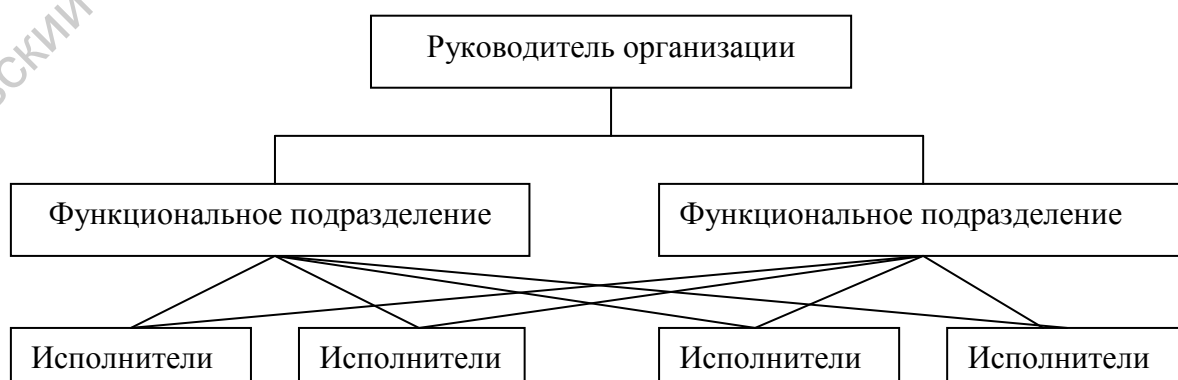 Руководитель организации
Функциональное подразделение
Функциональное подразделение
Исполнители
Исполнители
Исполнители
Исполнители